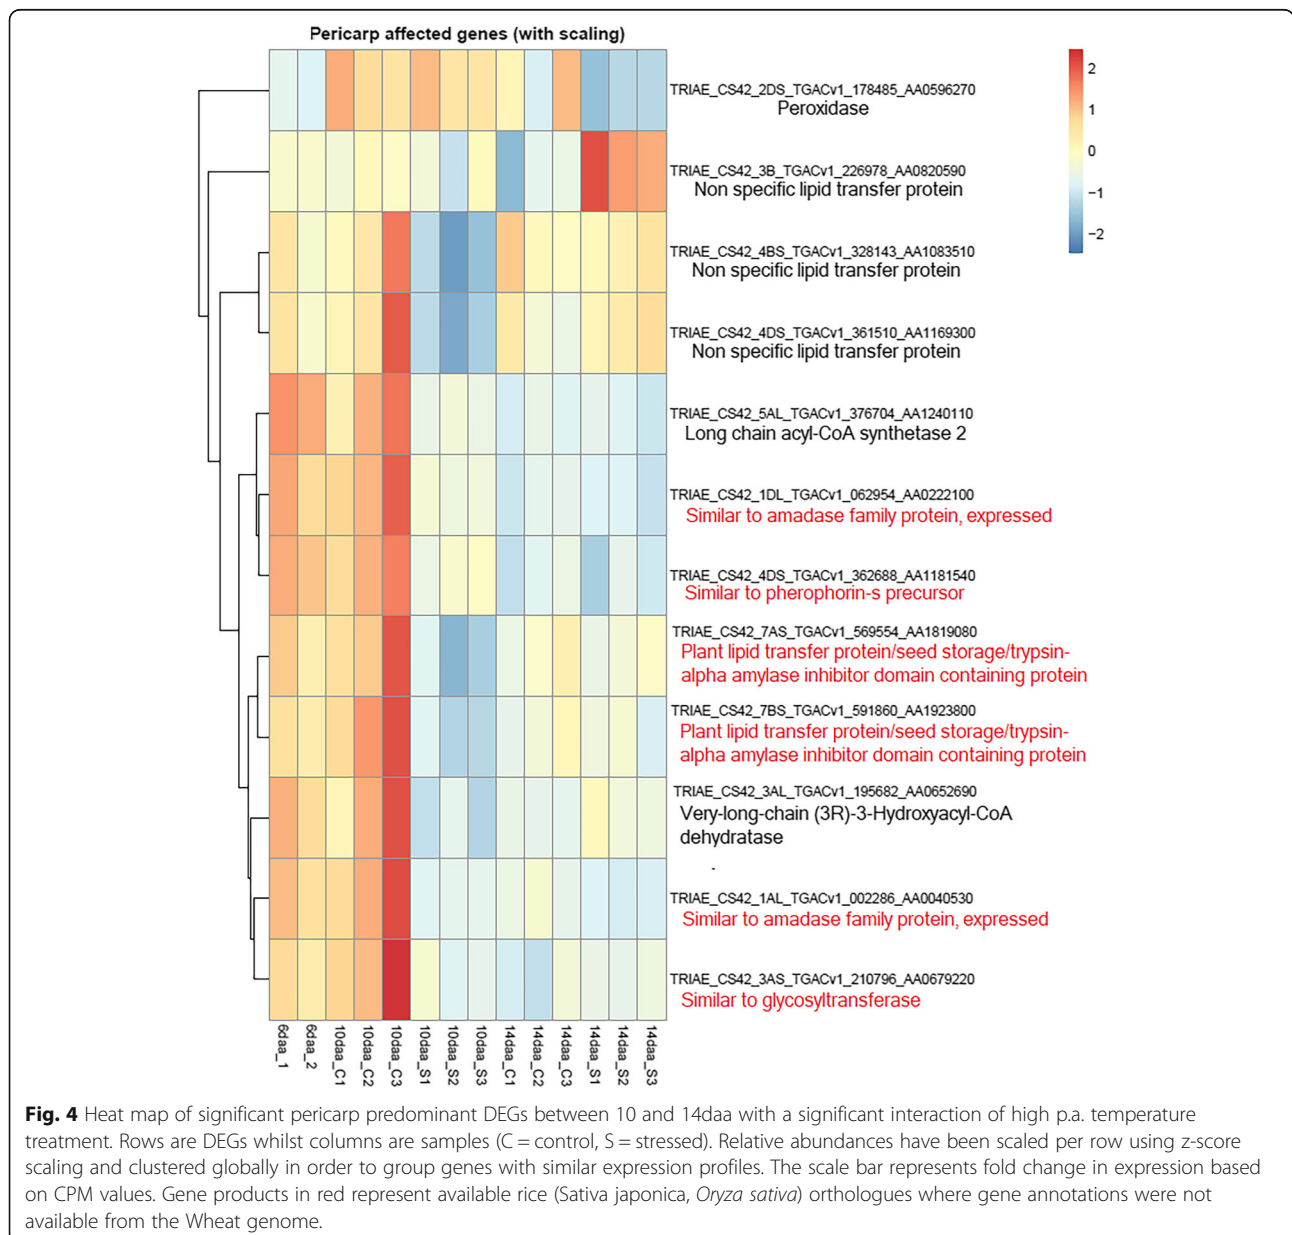 Pericarp affected genes (with scaling)
2
1
0
−1
−2
TRIAE_CS42_2DS_TGACv1_178485_AA0596270
Peroxidase
TRIAE_CS42_3B_TGACv1_226978_AA0820590
Non specific lipid transfer protein
TRIAE_CS42_4BS_TGACv1_328143_AA1083510
Non specific lipid transfer protein
TRIAE_CS42_4DS_TGACv1_361510_AA1169300
Non specific lipid transfer protein
TRIAE_CS42_5AL_TGACv1_376704_AA1240110
Long chain acyl-CoA synthetase 2
TRIAE_CS42_1DL_TGACv1_062954_AA0222100
Similar to amadase family protein, expressed
TRIAE_CS42_4DS_TGACv1_362688_AA1181540
Similar to pherophorin-s precursor
TRIAE_CS42_7AS_TGACv1_569554_AA1819080
Plant lipid transfer protein/seed storage/trypsin-
alpha amylase inhibitor domain containing protein
TRIAE_CS42_7BS_TGACv1_591860_AA1923800
Plant lipid transfer protein/seed storage/trypsin-
alpha amylase inhibitor domain containing protein
TRIAE_CS42_3AL_TGACv1_195682_AA0652690
Very-long-chain (3R)-3-Hydroxyacyl-CoA
dehydratase
TRIAE_CS42_1AL_TGACv1_002286_AA0040530
Similar to amadase family protein, expressed
TRIAE_CS42_3AS_TGACv1_210796_AA0679220
Similar to glycosyltransferase
6daa_1
6daa_2
10daa_C1
10daa_C2
10daa_C3
10daa_S1
10daa_S2
10daa_S3
14daa_C1
14daa_C2
14daa_C3
14daa_S1
14daa_S2
14daa_S3
Fig. 4 Heat map of significant pericarp predominant DEGs between 10 and 14daa with a significant interaction of high p.a. temperature
treatment. Rows are DEGs whilst columns are samples (C = control, S = stressed). Relative abundances have been scaled per row using z-score
scaling and clustered globally in order to group genes with similar expression profiles. The scale bar represents fold change in expression based
on CPM values. Gene products in red represent available rice (Sativa japonica, Oryza sativa) orthologues where gene annotations were not
available from the Wheat genome.